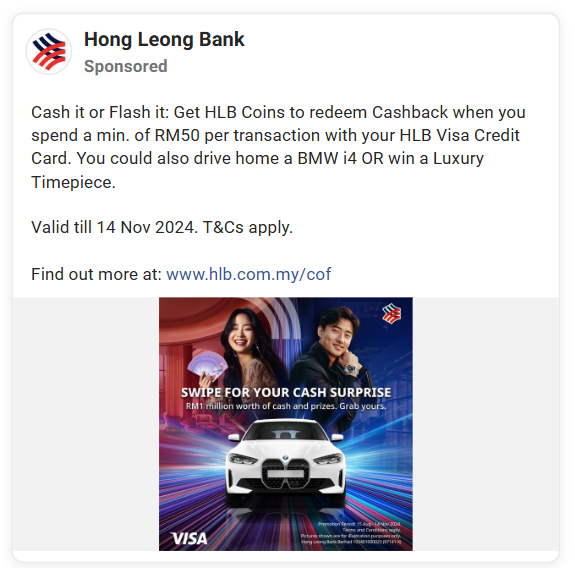 Hong Leong Bank
Sponsored
Cash it or Flash it: Get HLB Coins to redeem Cashback when you
spend a min. of RM50 per transaction with your HLB Visa Credit
Card. You could also drive home a BMW i4 OR win a Luxury
Timepiece.
Valid till 14 Nov 2024. T&Cs apply.
Find out more at: www.hlb.com.my/cof
SWIPE FOR YOUR CASH SURPRISE
RM1 million worth of cash and prizes. Grab yours.
Promotion Period: 15 Aug - 14 Nov 2024
Terms and Conditions apply.
Pictures shown are for illustration purposes only.
Hong Leong Bank Berhad
VISA